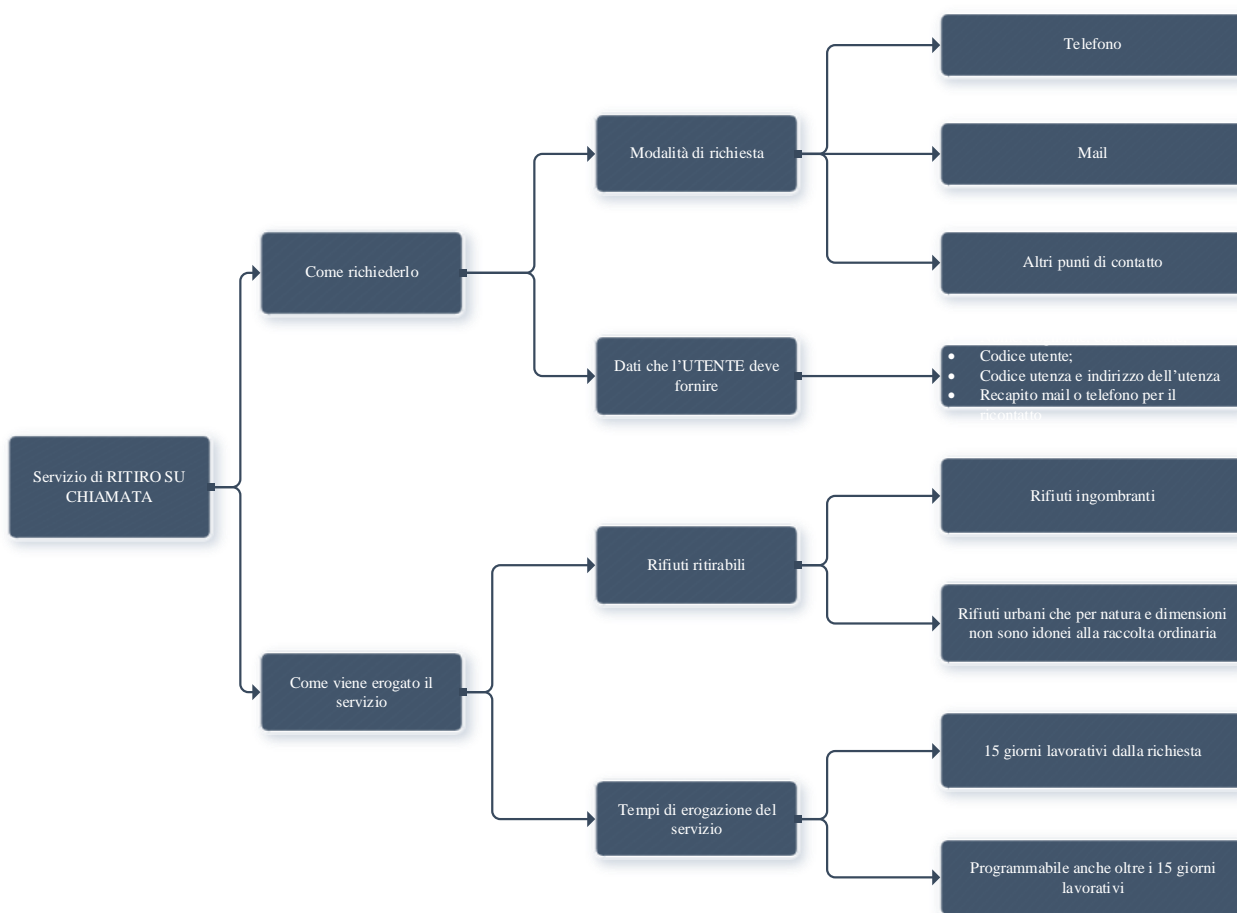 Telefono
Mail
Modalità di richiesta
Altri punti di contatto
Come richiederlo
Dati che l’UTENTE deve
fornire
• Codice utente;
• Codice utenza e indirizzo dell’utenza
• Recapito mail o telefono per il
ricontatto
Servizio di RITIRO SU
CHIAMATA
Rifiuti ingombranti
Rifiuti ritirabili
Rifiuti urbani che per natura e dimensioni
non sono idonei alla raccolta ordinaria
Come viene erogato il
servizio
15 giorni lavorativi dalla richiesta
Tempi di erogazione del
servizio
Programmabile anche oltre i 15 giorni
lavorativi